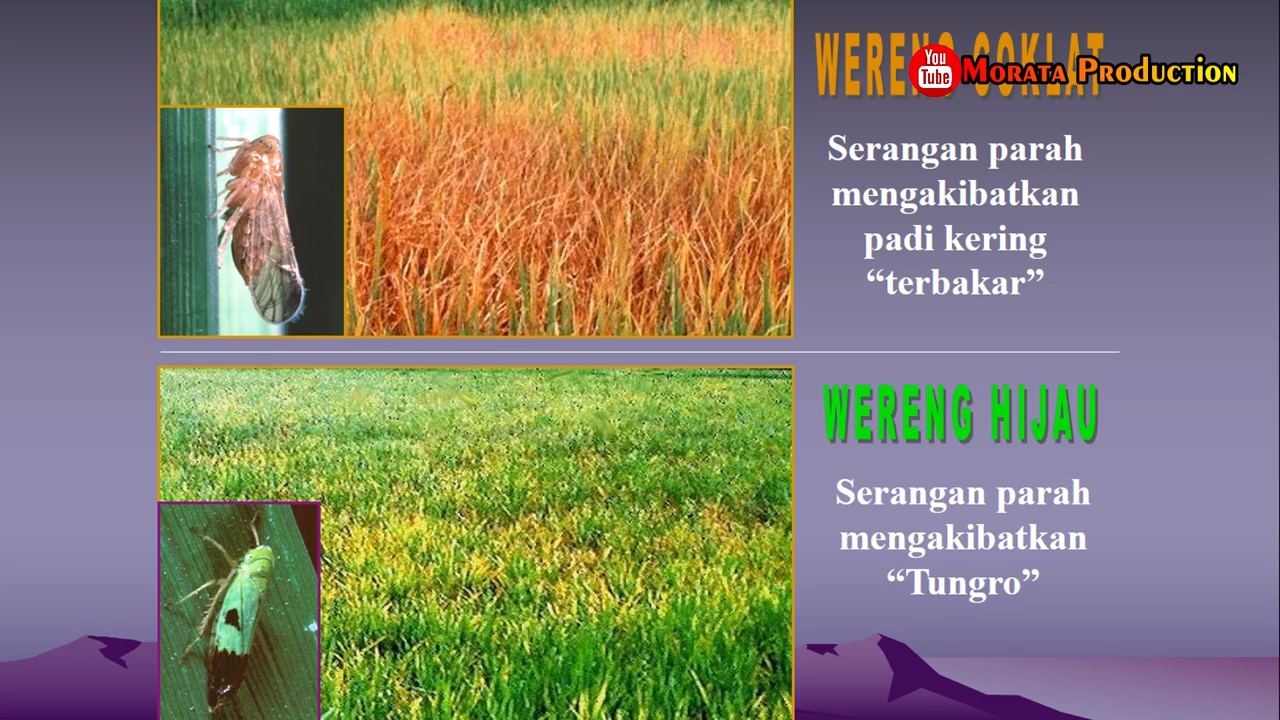 WERENG COKLAT
You
Tube
Morata Production
Serangan parah
mengakibatkan
padi kering
“terbakar”
WERENG HIJAU
Serangan parah
mengakibatkan
“Tungro”